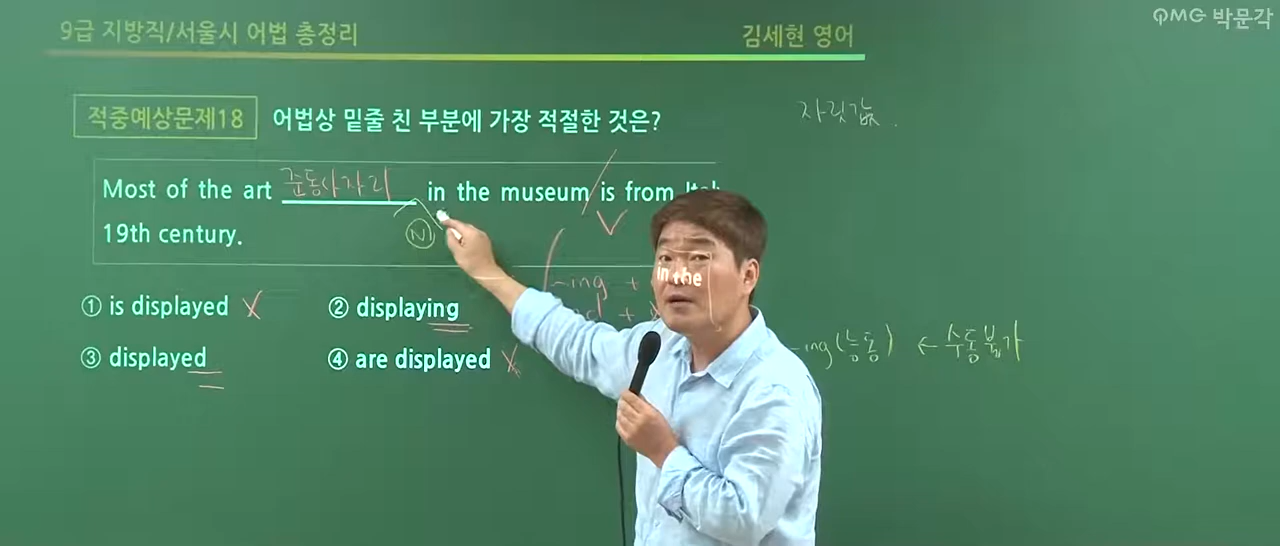 QMG 박문각
9급 지방직/서울시 어법 총정리
김세현 영어
적중예상문제18
어법상 밑줄 친 부분에 가장 적절한 것은?
자릿값.
Most of the art 준동사자리 in the museum is from
19th century.
N
-ing +
in the
① is displayed
② displaying
③ displayed
④ are displayed
-ing(능동) ← 수동불가